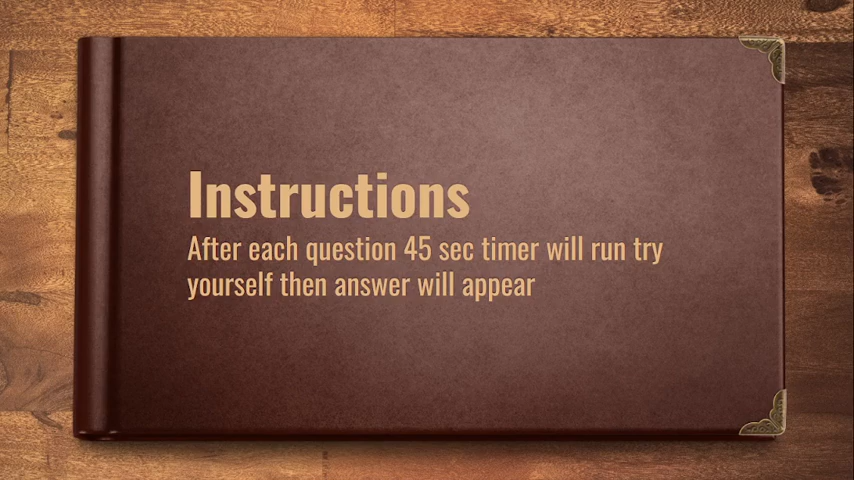 Instructions
After each question 45 sec timer will run try
yourself then answer will appear